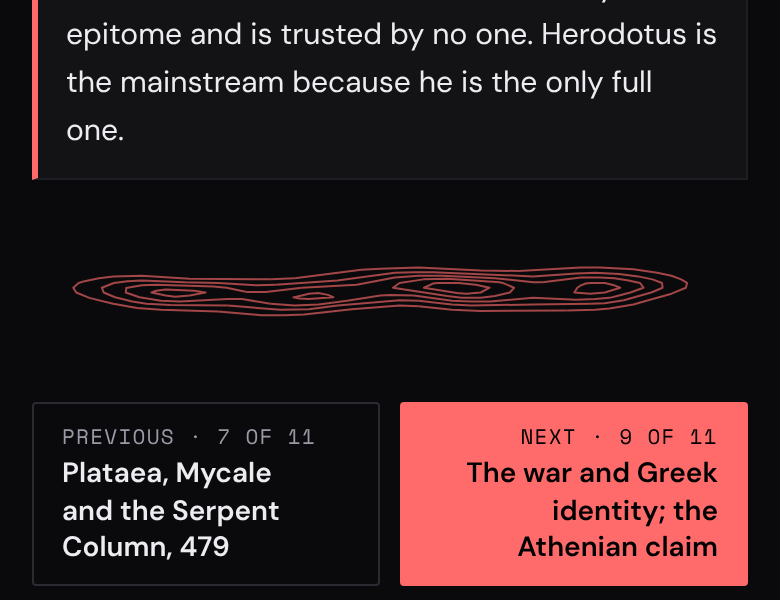 epitome and is trusted by no one. Herodotus is
the mainstream because he is the only full
one.
PREVIOUS · 7 OF 11
Plataea, Mycale
and the Serpent
Column, 479
NEXT · 9 OF 11
The war and Greek
identity; the
Athenian claim